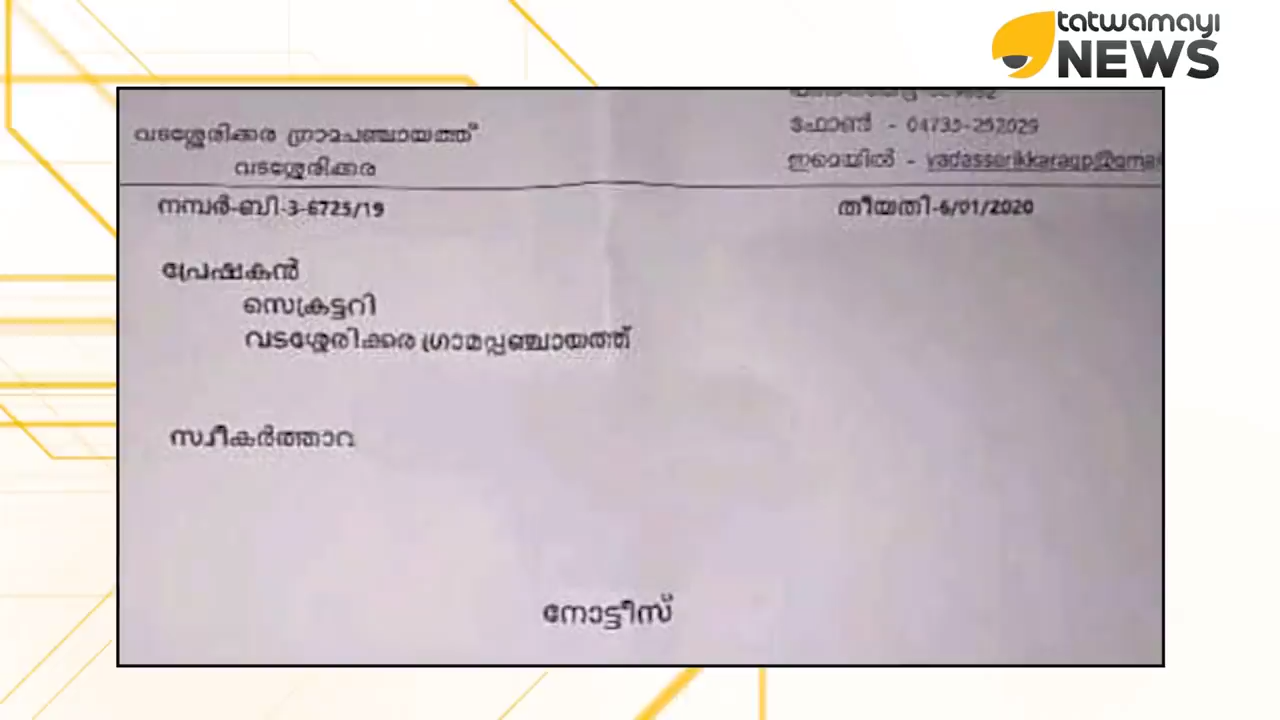 tatwamayi
NEWS
വടശ്ശേരിക്കര ഗ്രാമപഞ്ചായത്ത്
വടശ്ശേരിക്കര
ഫോൺ - 04735-252029
ഇമെയിൽ - vadasserikkaragp@gmai
നമ്പർ-ബി-3-6725/19
തീയതി-6/01/2020
പ്രേഷകൻ
സെക്രട്ടറി
വടശ്ശേരിക്കര ഗ്രാമപ്പഞ്ചായത്ത്
സ്വീകർത്താവ
നോട്ടീസ്